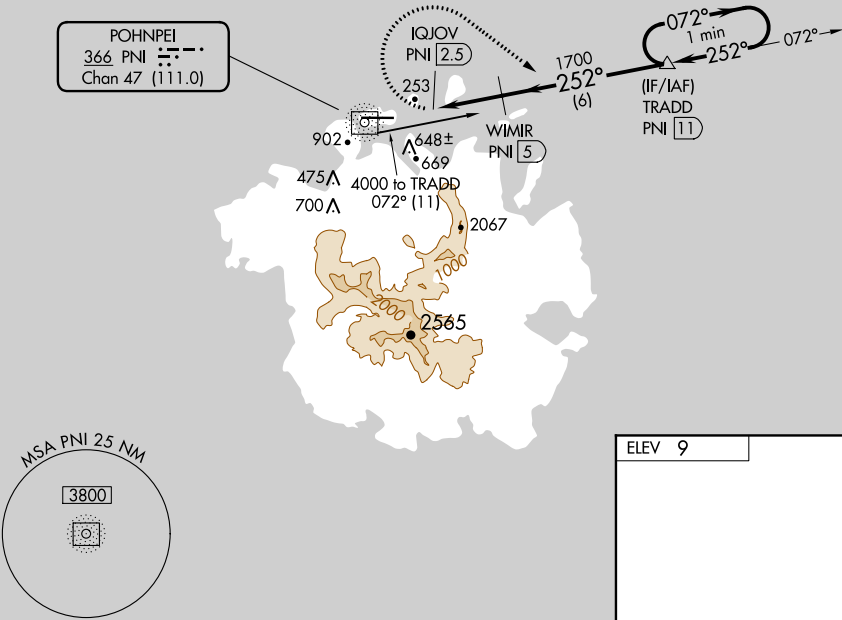 POHNPEI
366 PNI
Chan 47 (111.0)
IQJOV
PNI 2.5
253
1700
252°
(6)
072°
1 min
252°
072°
(IF/IAF)
TRADD
PNI 11
WIMIR
PNI 5
902
648±
669
475
4000 to TRADD
072° (11)
700
2067
1000
2000
2565
MSA PNI 25 NM
3800
ELEV 9